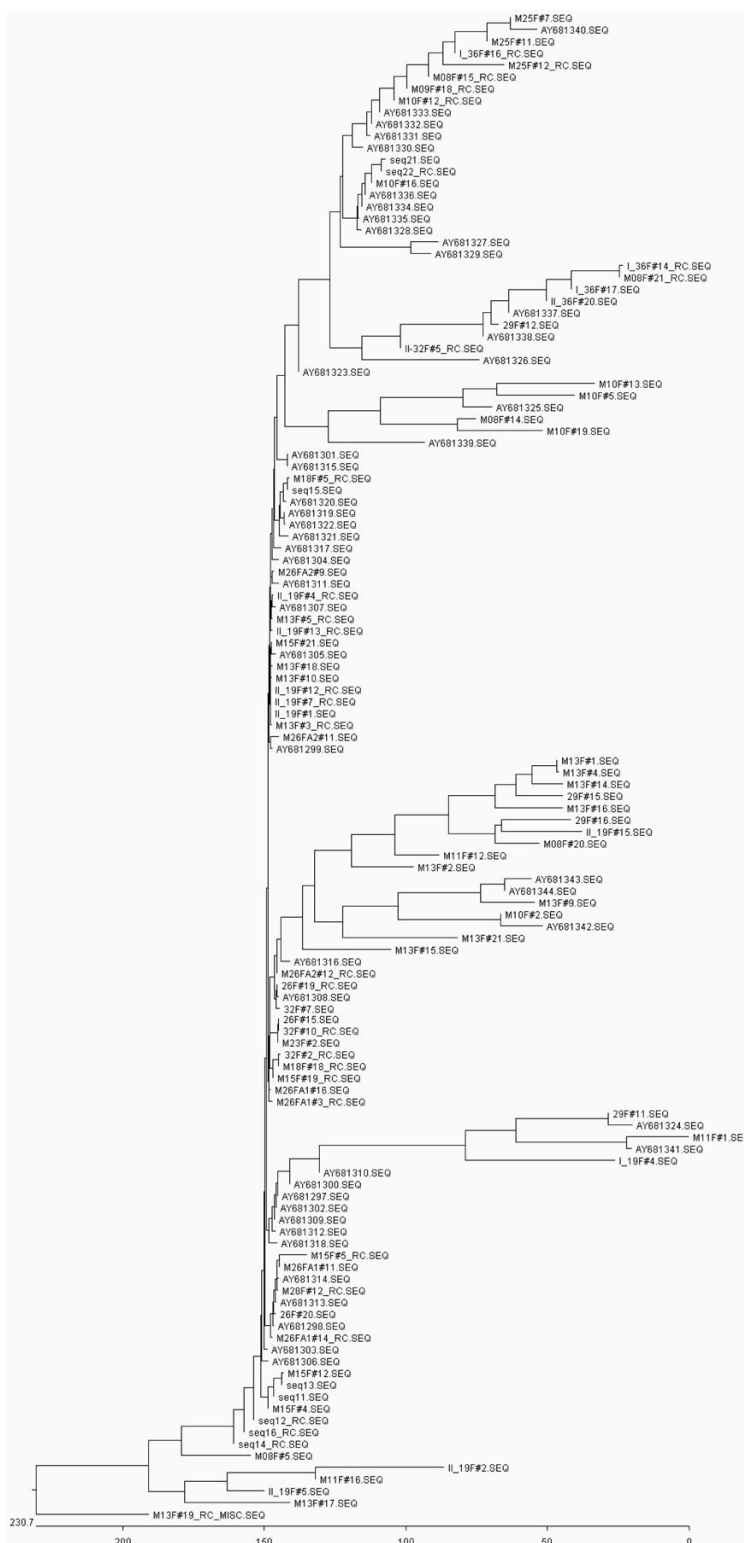 M25F#7.SEQ
AY681340.SEQ
M25F#11.SEQ
I_36F#16_RC.SEQ
M25F#12_RC.SEQ
M08F#15_RC.SEQ
M09F#18_RC.SEQ
M10F#12_RC.SEQ
AY681333.SEQ
AY681332.SEQ
AY681331.SEQ
AY681330.SEQ
seq21.SEQ
seq22_RC.SEQ
M10F#16.SEQ
AY681336.SEQ
AY681334.SEQ
AY681335.SEQ
AY681328.SEQ
AY681327.SEQ
AY681329.SEQ
I_36F#14_RC.SEQ
M08F#21_RC.SEQ
I_36F#17.SEQ
II_36F#20.SEQ
AY681337.SEQ
29F#12.SEQ
AY681338.SEQ
II-32F#5_RC.SEQ
AY681326.SEQ
AY681323.SEQ
M10F#13.SEQ
M10F#5.SEQ
AY681325.SEQ
M08F#14.SEQ
M10F#19.SEQ
AY681339.SEQ
AY681301.SEQ
AY681315.SEQ
M18F#5_RC.SEQ
seq15.SEQ
AY681320.SEQ
AY681319.SEQ
AY681322.SEQ
AY681321.SEQ
AY681317.SEQ
AY681304.SEQ
M26FA2#9.SEQ
AY681311.SEQ
II_19F#4_RC.SEQ
AY681307.SEQ
M13F#5_RC.SEQ
II_19F#13_RC.SEQ
M15F#21.SEQ
AY681305.SEQ
M13F#18.SEQ
M13F#10.SEQ
II_19F#12_RC.SEQ
II_19F#7_RC.SEQ
II_19F#1.SEQ
M13F#3_RC.SEQ
M26FA2#11.SEQ
AY681299.SEQ
M13F#1.SEQ
M13F#4.SEQ
M13F#14.SEQ
29F#15.SEQ
M13F#16.SEQ
29F#16.SEQ
II_19F#15.SEQ
M08F#20.SEQ
M11F#12.SEQ
M13F#2.SEQ
AY681343.SEQ
AY681344.SEQ
M13F#9.SEQ
M10F#2.SEQ
AY681342.SEQ
M13F#21.SEQ
M13F#15.SEQ
AY681316.SEQ
M26FA2#12_RC.SEQ
26F#19_RC.SEQ
AY681308.SEQ
32F#7.SEQ
26F#15.SEQ
32F#10_RC.SEQ
M23F#2.SEQ
32F#2_RC.SEQ
M18F#18_RC.SEQ
M15F#19_RC.SEQ
M26FA1#16.SEQ
M26FA1#3_RC.SEQ
29F#11.SEQ
AY681324.SEQ
M11F#1.SE
AY681341.SEQ
I_19F#4.SEQ
AY681310.SEQ
AY681300.SEQ
AY681297.SEQ
AY681302.SEQ
AY681309.SEQ
AY681312.SEQ
AY681318.SEQ
M15F#5_RC.SEQ
M26FA1#11.SEQ
AY681314.SEQ
M28F#12_RC.SEQ
AY681313.SEQ
26F#20.SEQ
AY681298.SEQ
M26FA1#14_RC.SEQ
AY681303.SEQ
AY681306.SEQ
M15F#12.SEQ
seq13.SEQ
seq11.SEQ
M15F#4.SEQ
seq12_RC.SEQ
seq16_RC.SEQ
seq14_RC.SEQ
M08F#5.SEQ
II_19F#2.SEQ
M11F#16.SEQ
II_19F#5.SEQ
M13F#17.SEQ
M13F#19_RC_MISC.SEQ
230.7
200 150 100 50 0